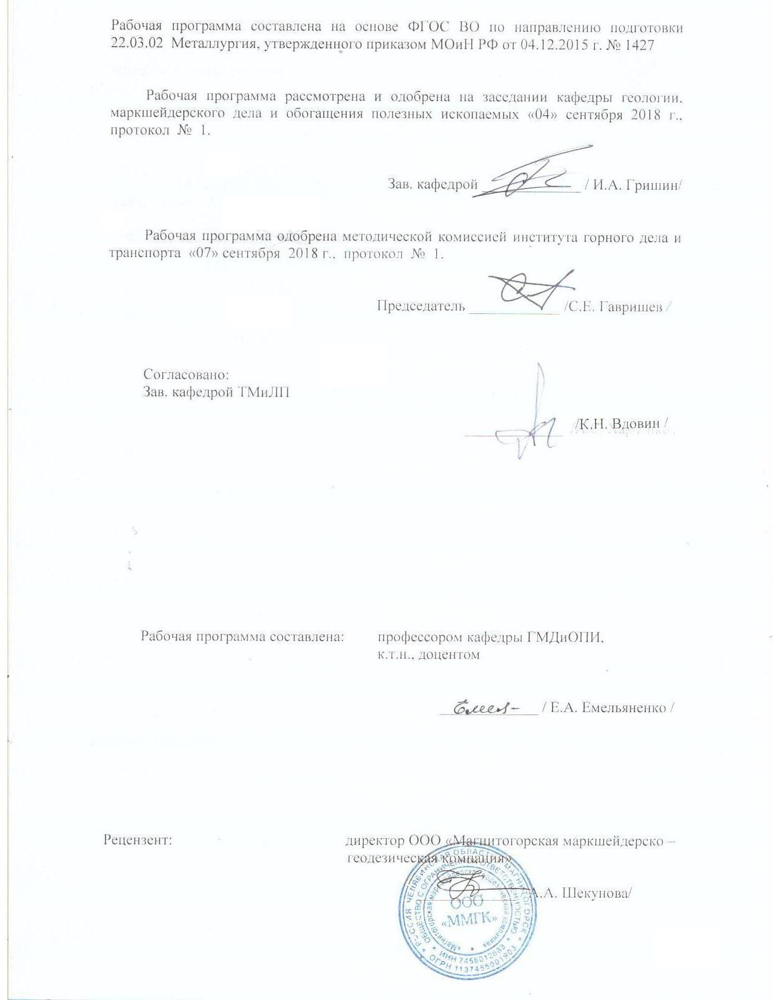 Рабочая программа составлена на основе ФГОС ВО по направлению подготовки
22.03.02 Металлургия, утвержденного приказом МОиН РФ от 04.12.2015 г. № 1427
Рабочая программа рассмотрена и одобрена на заседании кафедры геологии,
маркшейдерского дела и обогащения полезных ископаемых «04» сентября 2018 г.,
протокол № 1.
Зав. кафедрой / И.А. Гришин/
Рабочая программа одобрена методической комиссией института горного дела и
транспорта «07» сентября 2018 г., протокол № 1.
Председатель /С.Е. Гавришев /
Согласовано:
Зав. кафедрой ТМиЛП
/К.Н. Вдовин /
Рабочая программа составлена: профессором кафедры ГМДиОПИ,
к.т.н., доцентом
/ Е.А. Емельяненко /
Рецензент: директор ООО «Магнитогорская маркшейдерско –
геодезическая компания»
А.А. Шекунова/
РОССИЯ ЧЕЛЯБИНСКАЯ ОБЛАСТЬ Г. МАГНИТОГОРСК
ОБЩЕСТВО С ОГРАНИЧЕННОЙ ОТВЕТСТВЕННОСТЬЮ
«Магнитогорская маркшейдерско-геодезическая компания»
ООО
«ММГК»
ОГРН 1137455001903